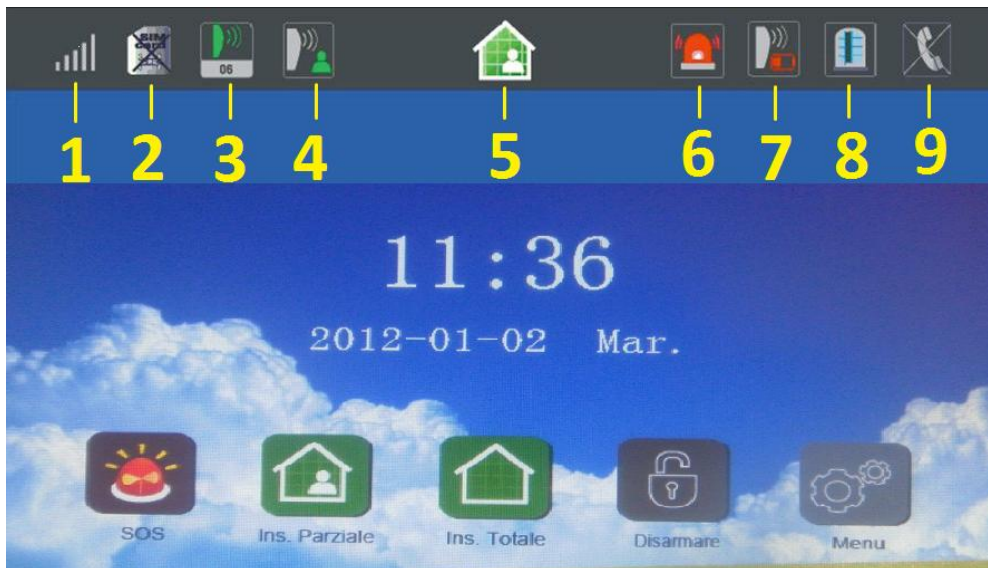 SIM
card
06
1 2 3 4 5 6 7 8 9
11:36
2012-01-02 Mar.
SOS Ins. Parziale Ins. Totale Disarmare Menu